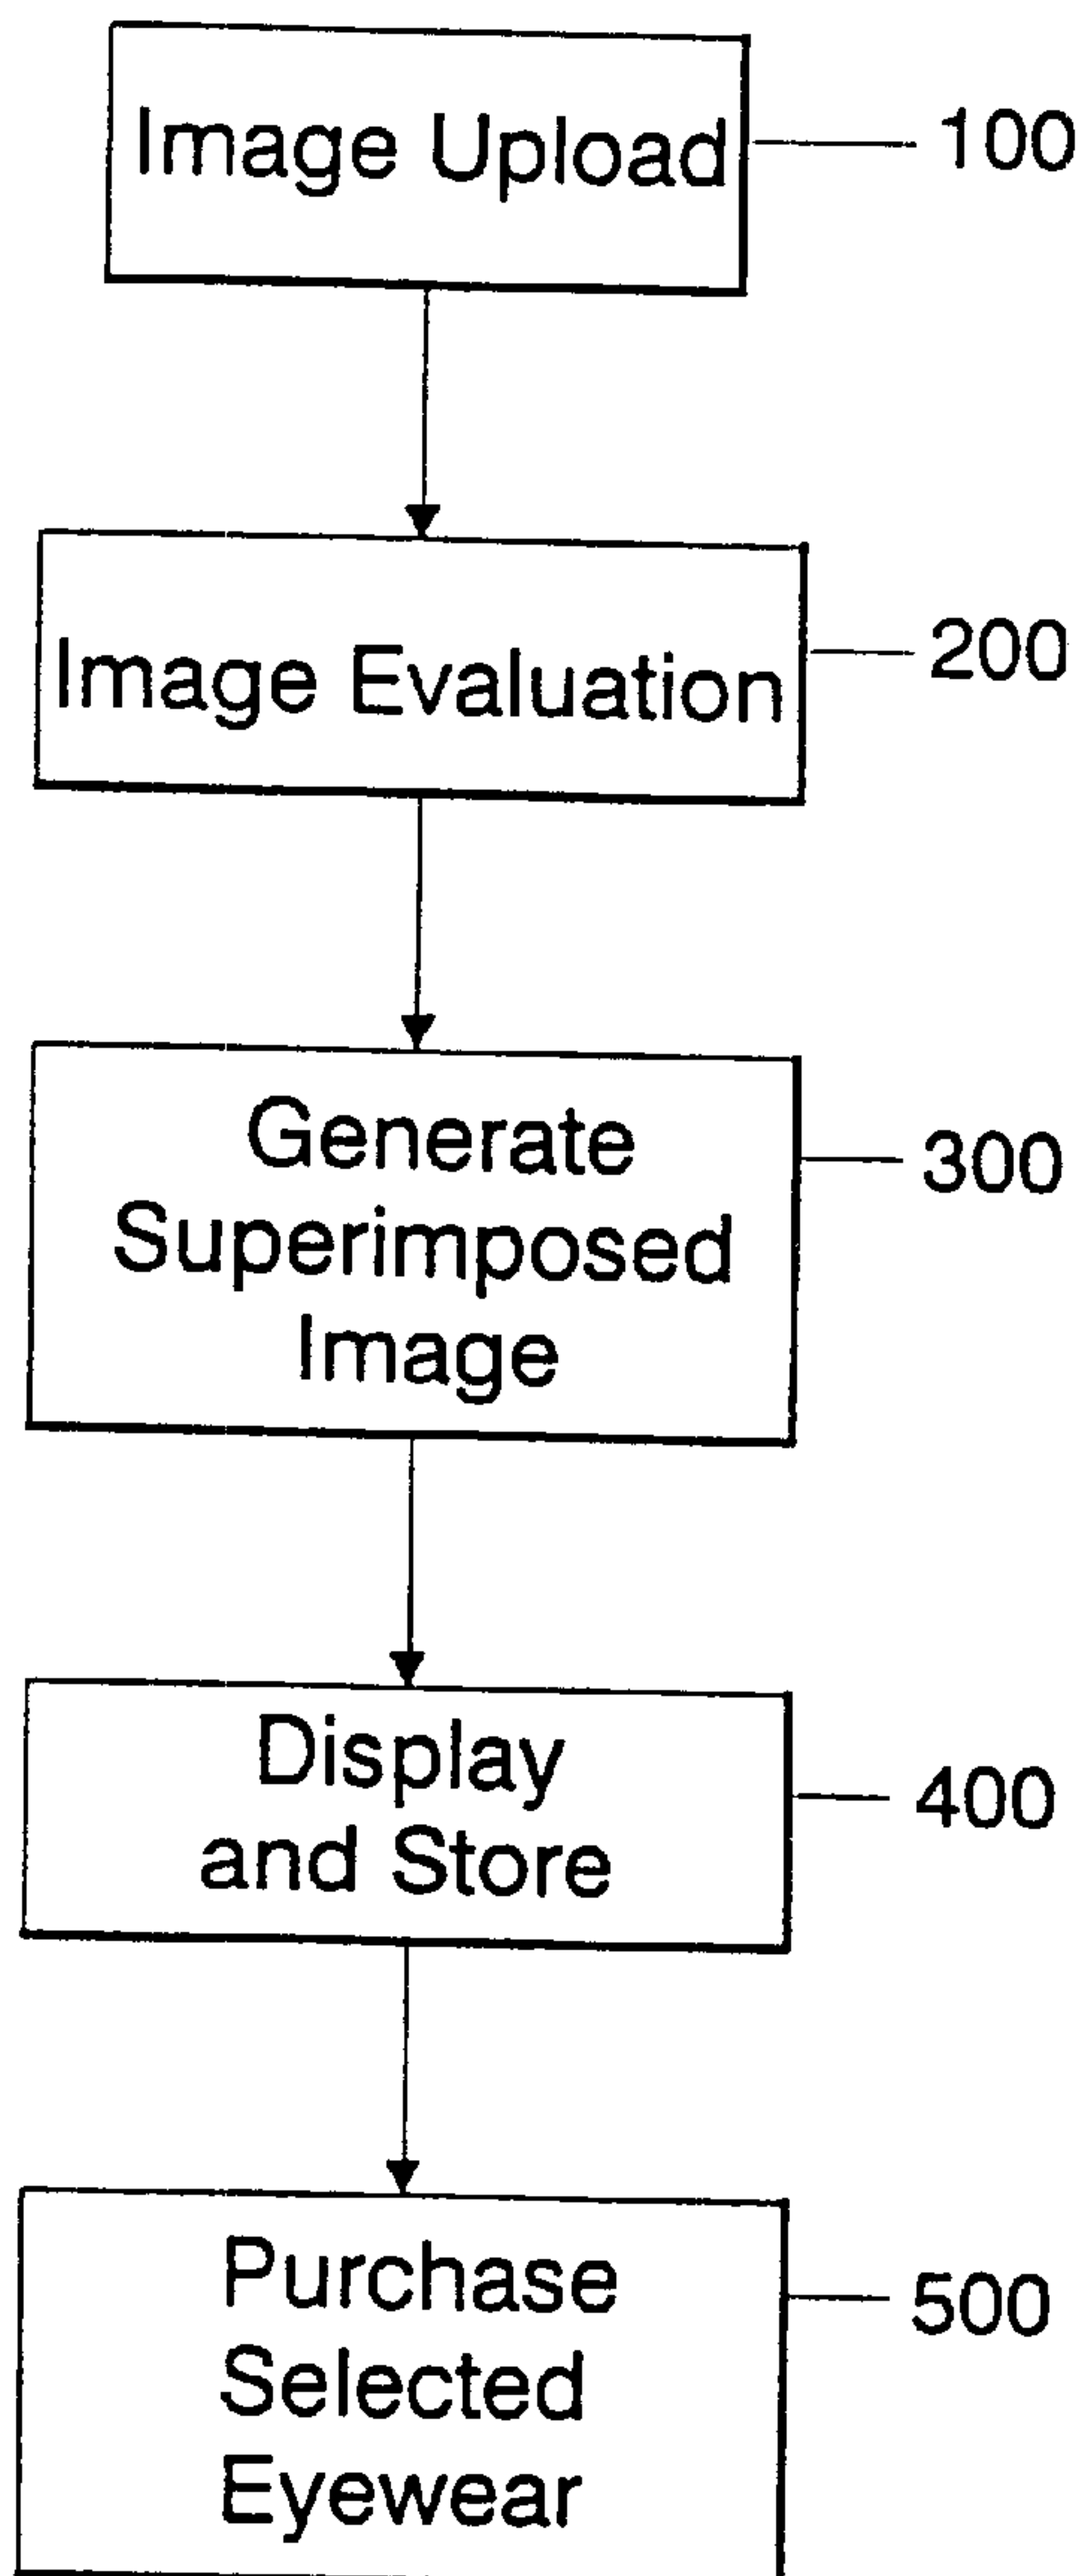 Image Upload
100
Image Evaluation
200
Generate
Superimposed
Image
300
Display
and Store
400
Purchase
Selected
Eyewear
500